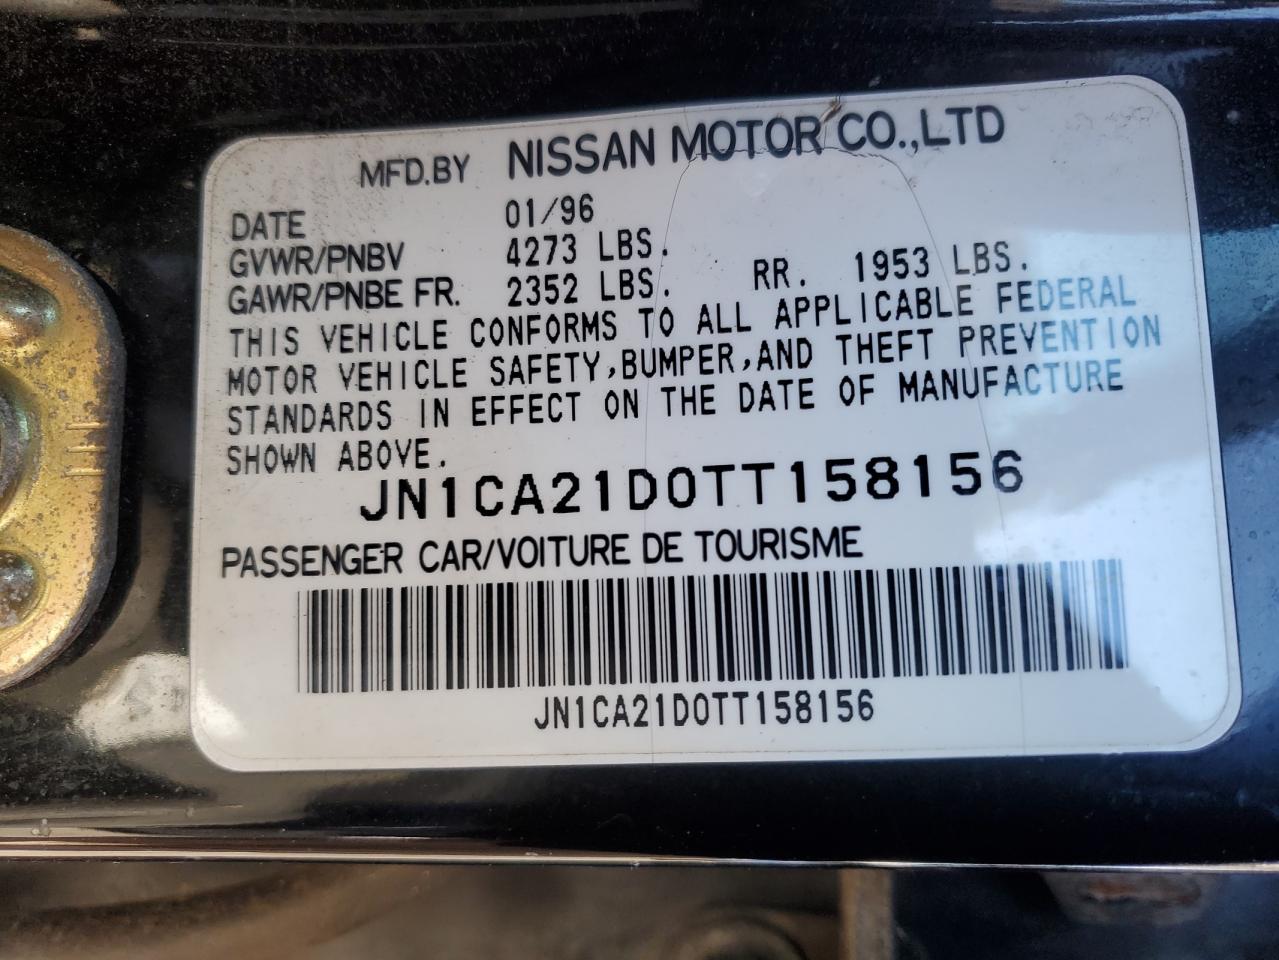 MFD.BY NISSAN MOTOR CO.,LTD
DATE 01/96
GVWR/PNBV 4273 LBS.
GAWR/PNBE FR. 2352 LBS. RR. 1953 LBS.
THIS VEHICLE CONFORMS TO ALL APPLICABLE FEDERAL
MOTOR VEHICLE SAFETY,BUMPER,AND THEFT PREVENTION
STANDARDS IN EFFECT ON THE DATE OF MANUFACTURE
SHOWN ABOVE.
JN1CA21D0TT158156
PASSENGER CAR/VOITURE DE TOURISME
JN1CA21D0TT158156